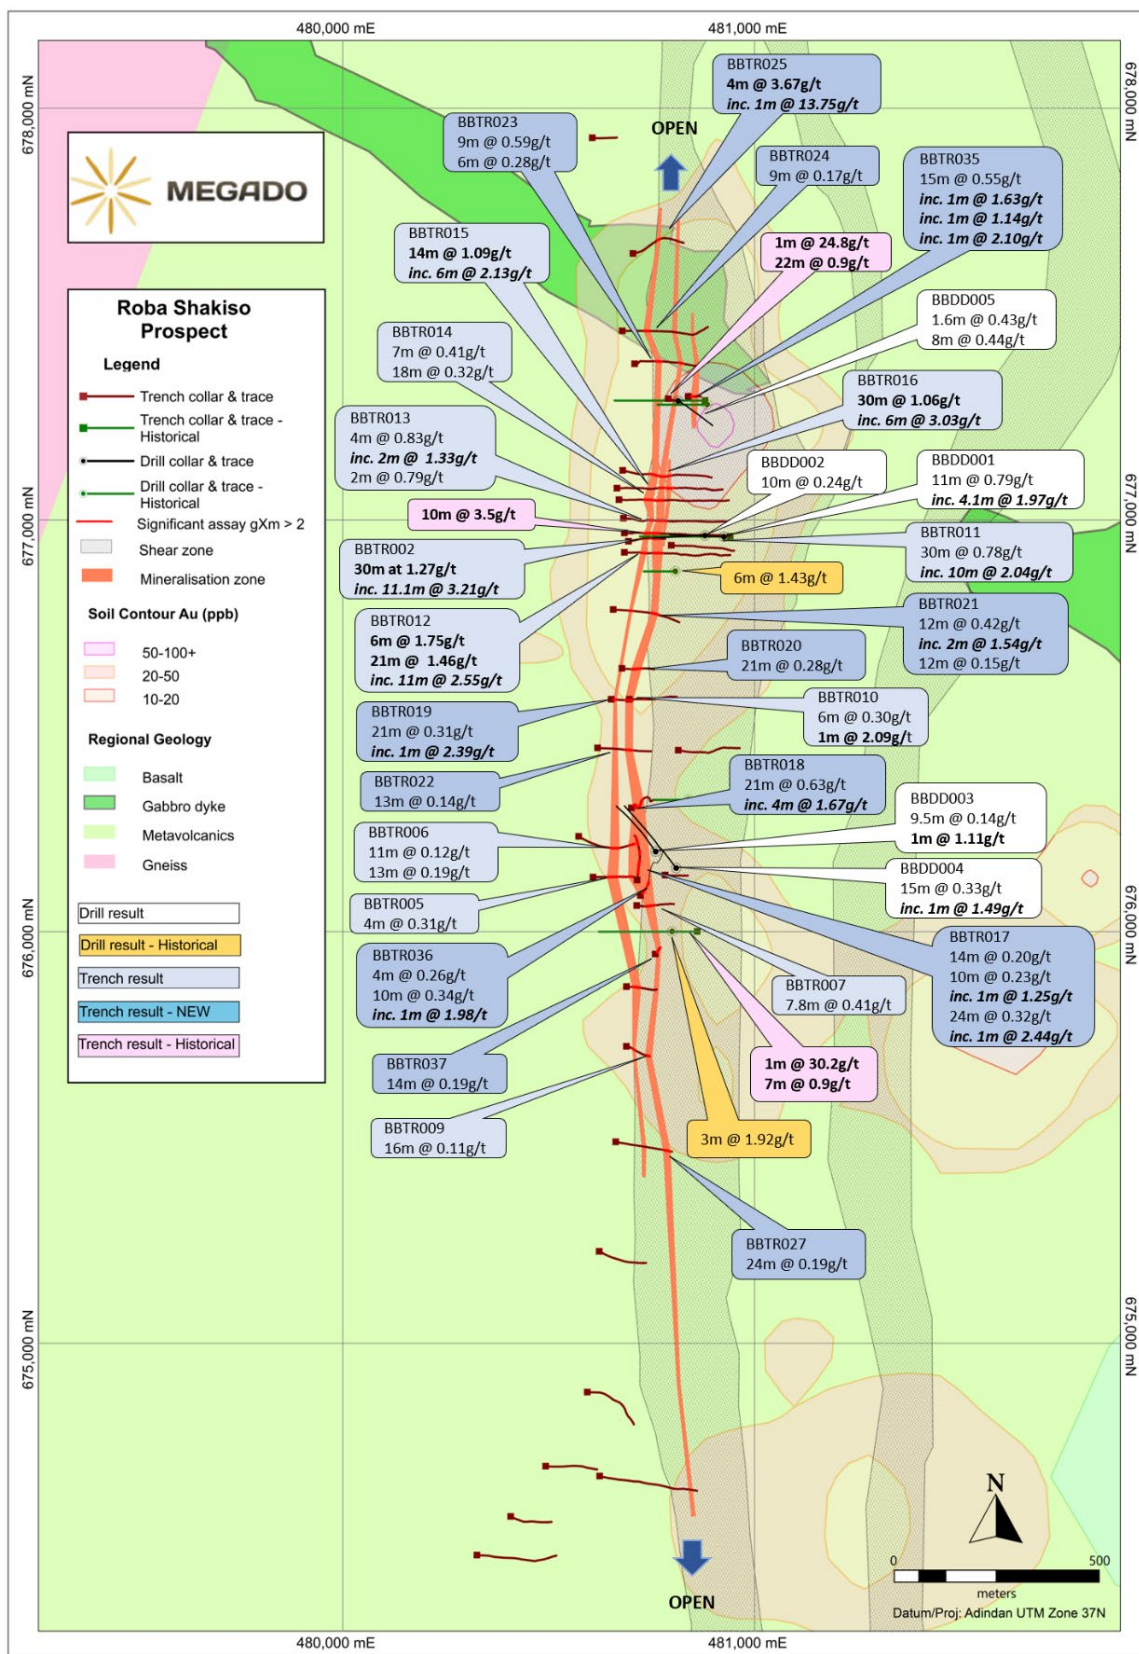 480,000 mE
481,000 mE
678,000 mN
678,000 mN
MEGADO
Roba Shakiso
Prospect
Legend
Trench collar & trace
Trench collar & trace -
Historical
Drill collar & trace
Drill collar & trace -
Historical
Significant assay gXm > 2
Shear zone
Mineralisation zone
Soil Contour Au (ppb)
50-100+
20-50
10-20
Regional Geology
Basalt
Gabbro dyke
Metavolcanics
Gneiss
Drill result
Drill result - Historical
Trench result
Trench result - NEW
Trench result - Historical
BBTR025
4m @ 3.67g/t
inc. 1m @ 13.75g/t
OPEN
BBTR023
9m @ 0.59g/t
6m @ 0.28g/t
BBTR024
9m @ 0.17g/t
BBTR035
15m @ 0.55g/t
inc. 1m @ 1.63g/t
inc. 1m @ 1.14g/t
inc. 1m @ 2.10g/t
BBTR015
14m @ 1.09g/t
inc. 6m @ 2.13g/t
1m @ 24.8g/t
22m @ 0.9g/t
BBDD005
1.6m @ 0.43g/t
8m @ 0.44g/t
BBTR014
7m @ 0.41g/t
18m @ 0.32g/t
BBTR016
30m @ 1.06g/t
inc. 6m @ 3.03g/t
BBTR013
4m @ 0.83g/t
inc. 2m @ 1.33g/t
2m @ 0.79g/t
BBDD002
10m @ 0.24g/t
BBDD001
11m @ 0.79g/t
inc. 4.1m @ 1.97g/t
677,000 mN
677,000 mN
10m @ 3.5g/t
BBTR002
30m at 1.27g/t
inc. 11.1m @ 3.21g/t
BBTR011
30m @ 0.78g/t
inc. 10m @ 2.04g/t
6m @ 1.43g/t
BBTR012
6m @ 1.75g/t
21m @ 1.46g/t
inc. 11m @ 2.55g/t
BBTR021
12m @ 0.42g/t
inc. 2m @ 1.54g/t
12m @ 0.15g/t
BBTR020
21m @ 0.28g/t
BBTR019
21m @ 0.31g/t
inc. 1m @ 2.39g/t
BBTR010
6m @ 0.30g/t
1m @ 2.09g/t
BBTR022
13m @ 0.14g/t
BBTR018
21m @ 0.63g/t
inc. 4m @ 1.67g/t
BBDD003
9.5m @ 0.14g/t
1m @ 1.11g/t
BBTR006
11m @ 0.12g/t
13m @ 0.19g/t
BBDD004
15m @ 0.33g/t
inc. 1m @ 1.49g/t
BBTR005
4m @ 0.31g/t
676,000 mN
676,000 mN
BBTR036
4m @ 0.26g/t
10m @ 0.34g/t
inc. 1m @ 1.98/t
BBTR017
14m @ 0.20g/t
10m @ 0.23g/t
inc. 1m @ 1.25g/t
24m @ 0.32g/t
inc. 1m @ 2.44g/t
BBTR007
7.8m @ 0.41g/t
BBTR037
14m @ 0.19g/t
1m @ 30.2g/t
7m @ 0.9g/t
BBTR009
16m @ 0.11g/t
3m @ 1.92g/t
BBTR027
24m @ 0.19g/t
675,000 mN
675,000 mN
OPEN
N
0
500
meters
Datum/Proj: Adindan UTM Zone 37N
480,000 mE
481,000 mE